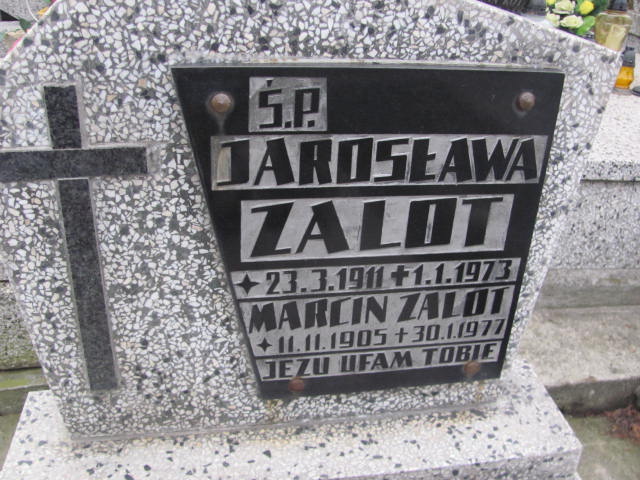 Ś.P.
JAROSŁAWA
ZALOT
✦ 23.3.1911 + 1.1.1973
MARCIN ZALOT
✦ 11.11.1905 + 30.1.1977
JEZU UFAM TOBIE